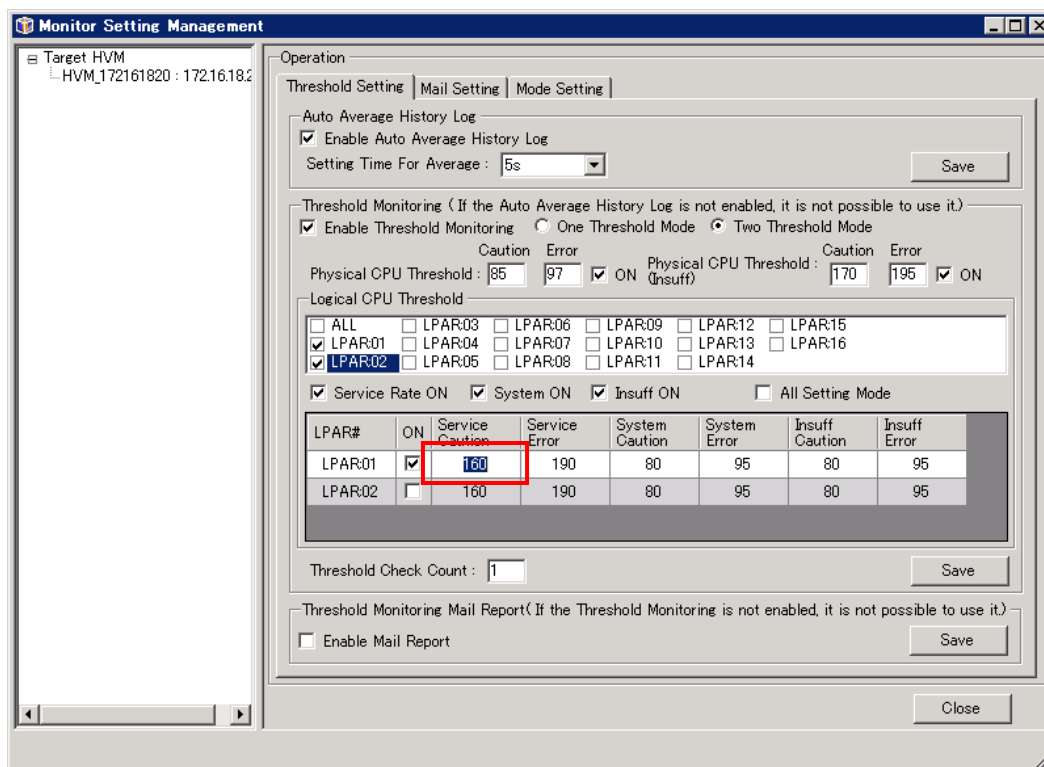 Monitor Setting Management
Target HVM
HVM_172161820 : 172.16.18.2
Operation
Threshold Setting Mail Setting Mode Setting
Auto Average History Log
Enable Auto Average History Log
Setting Time For Average : 5s Save
Threshold Monitoring ( If the Auto Average History Log is not enabled, it is not possible to use it.)
Enable Threshold Monitoring One Threshold Mode Two Threshold Mode
Caution Error Caution Error
Physical CPU Threshold : 85 97 ON Physical CPU Threshold : 170 195 ON
(Insuff)
Logical CPU Threshold
ALL LPAR:03 LPAR:06 LPAR:09 LPAR:12 LPAR:15
LPAR:01 LPAR:04 LPAR:07 LPAR:10 LPAR:13 LPAR:16
LPAR:02 LPAR:05 LPAR:08 LPAR:11 LPAR:14
Service Rate ON System ON Insuff ON All Setting Mode
LPAR# ON Service Caution Service Error System Caution System Error Insuff Caution Insuff Error
LPAR:01 160 190 80 95 80 95
LPAR:02 160 190 80 95 80 95
Threshold Check Count : 1 Save
Threshold Monitoring Mail Report( If the Threshold Monitoring is not enabled, it is not possible to use it.)
Enable Mail Report Save
Close